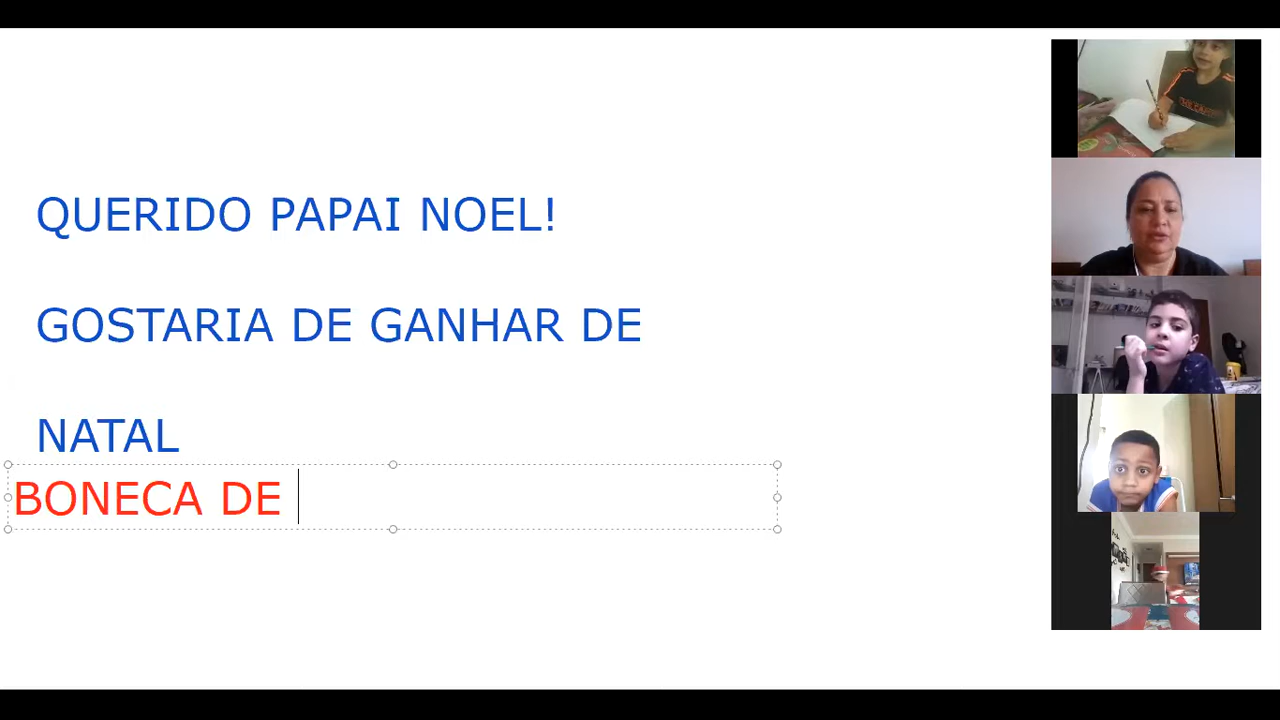 QUERIDO PAPAI NOEL!
GOSTARIA DE GANHAR DE
NATAL
BONECA DE